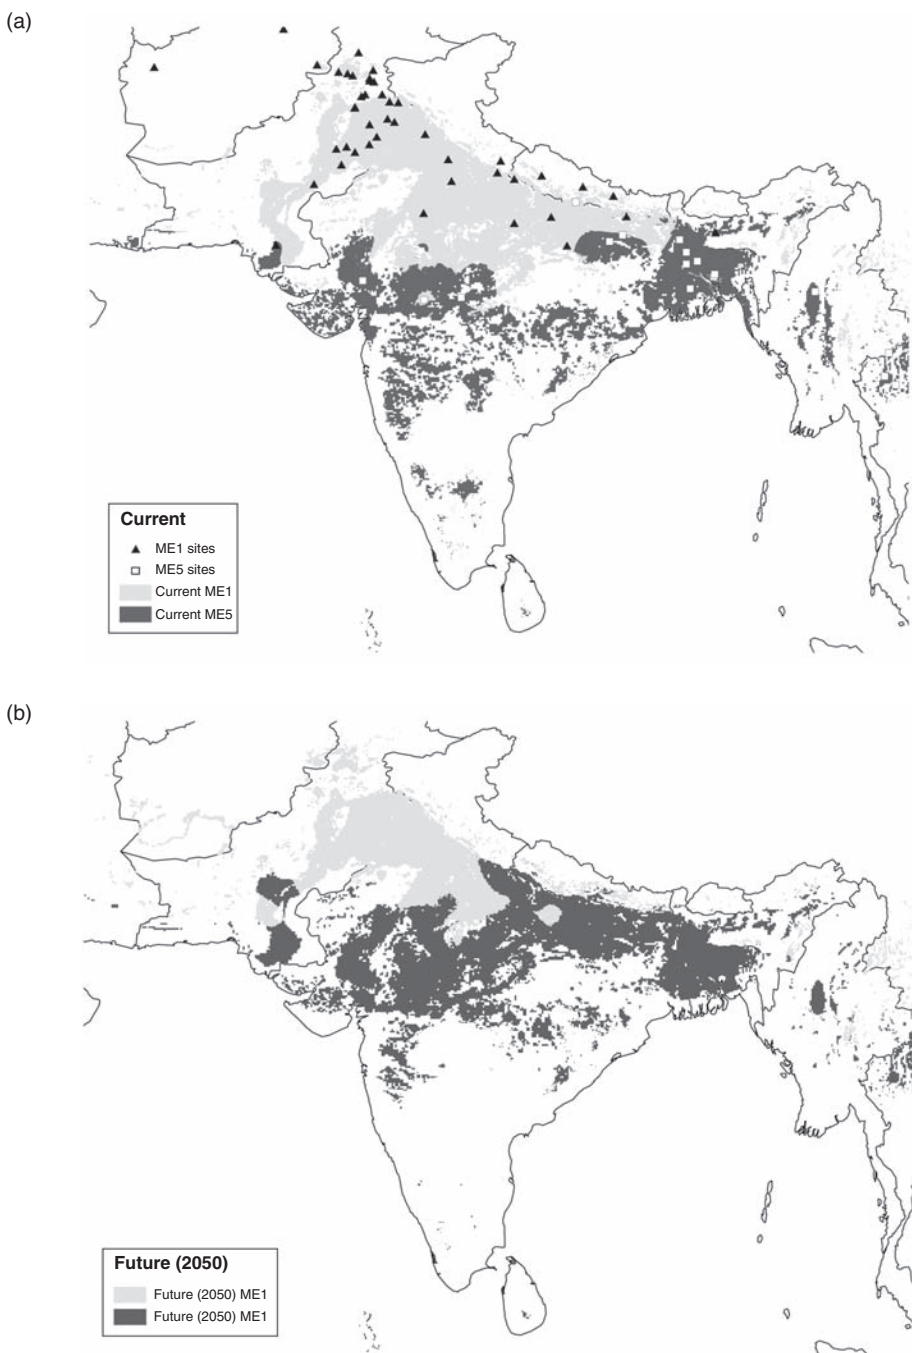 (a)
Current
ME1 sites
ME5 sites
Current ME1
Current ME5
(b)
Future (2050)
Future (2050) ME1
Future (2050) ME1